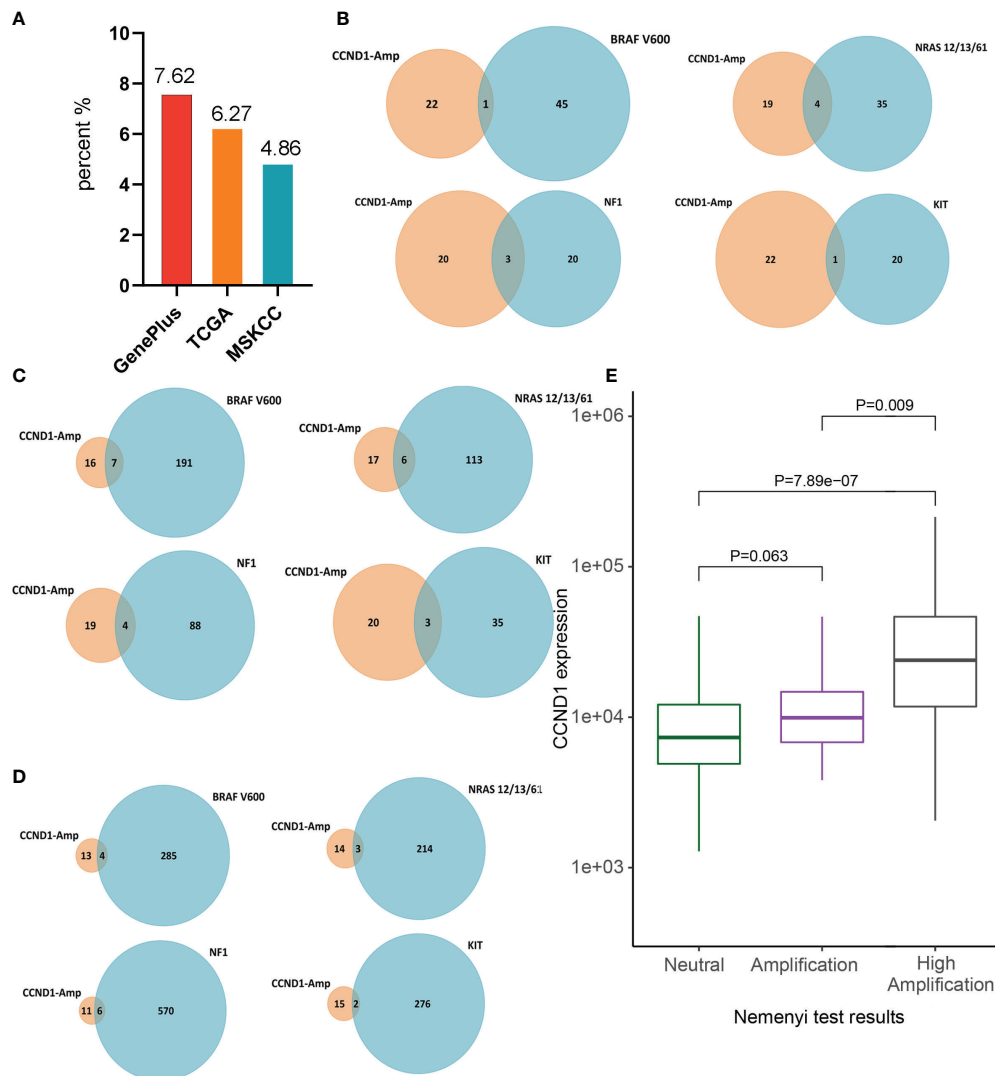 A
10
8
6
4
2
0
percent %
7.62
6.27
4.86
GenePlus
TCGA
MSKCC
B
CCND1-Amp
BRAF V600
22
1
45
CCND1-Amp
NRAS 12/13/61
19
4
35
CCND1-Amp
NF1
20
3
20
CCND1-Amp
KIT
22
1
20
C
CCND1-Amp
BRAF V600
16
7
191
CCND1-Amp
NRAS 12/13/61
17
6
113
CCND1-Amp
NF1
19
4
88
CCND1-Amp
KIT
20
3
35
D
CCND1-Amp
BRAF V600
13
4
285
CCND1-Amp
NRAS 12/13/61
14
3
214
CCND1-Amp
NF1
11
6
570
CCND1-Amp
KIT
15
2
276
E
1e+06
1e+05
1e+04
1e+03
CCND1 expression
P=0.009
P=7.89e−07
P=0.063
Neutral
Amplification
High
Amplification
Nemenyi test results